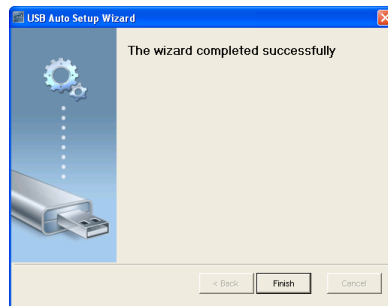 USB Auto Setup Wizard
The wizard completed successfully
< Back Finish Cancel